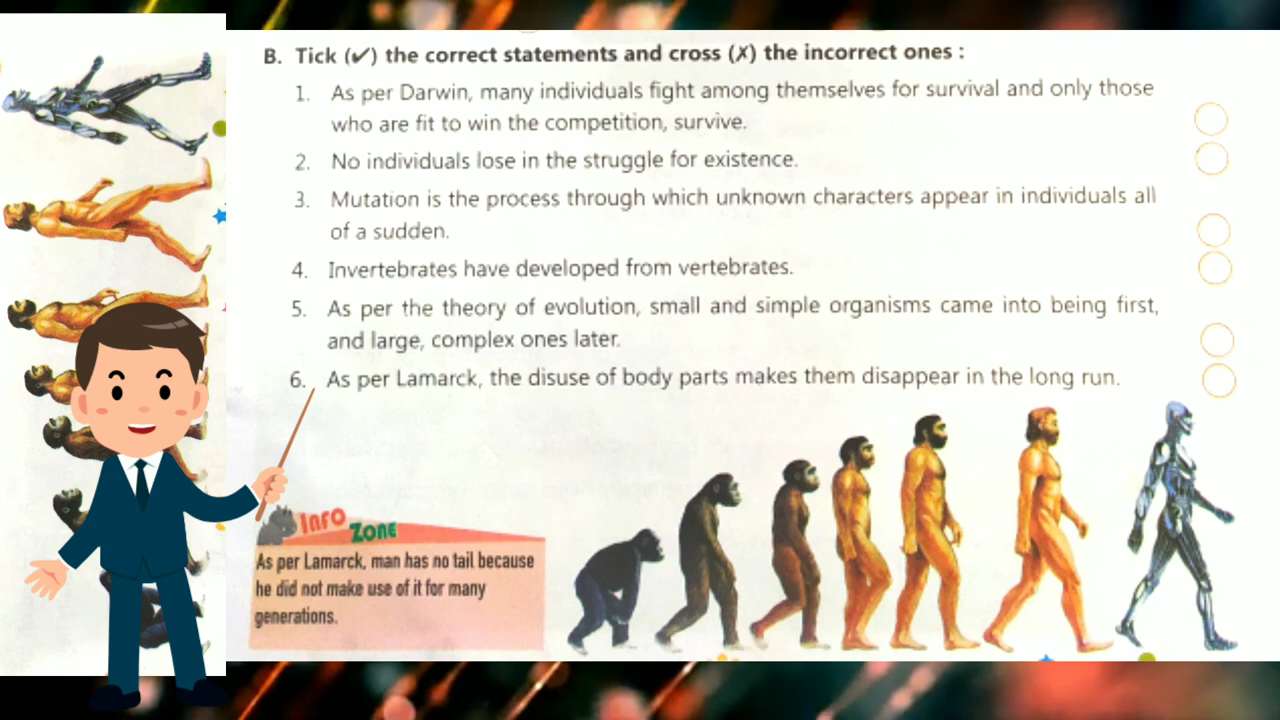 B. Tick (✔) the correct statements and cross (✗) the incorrect ones :
1. As per Darwin, many individuals fight among themselves for survival and only those
who are fit to win the competition, survive.
2. No individuals lose in the struggle for existence.
3. Mutation is the process through which unknown characters appear in individuals all
of a sudden.
4. Invertebrates have developed from vertebrates.
5. As per the theory of evolution, small and simple organisms came into being first,
and large, complex ones later.
6. As per Lamarck, the disuse of body parts makes them disappear in the long run.
Info Zone
As per Lamarck, man has no tail because
he did not make use of it for many
generations.